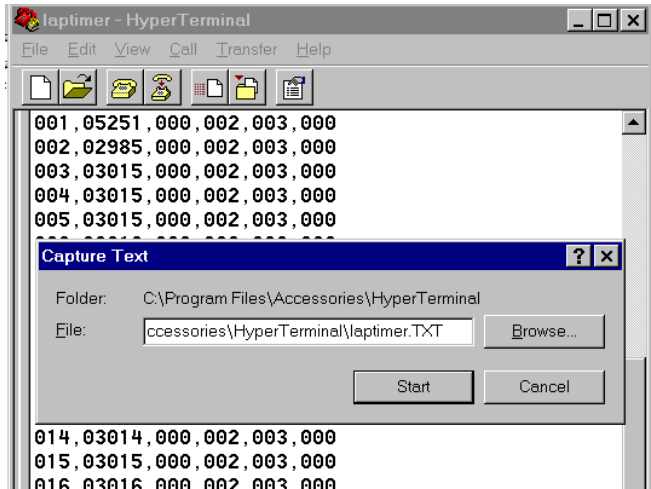 laptimer - HyperTerminal
File Edit View Call Transfer Help
001,05251,000,002,003,000
002,02985,000,002,003,000
003,03015,000,002,003,000
004,03015,000,002,003,000
005,03015,000,002,003,000
Capture Text
Folder: C:\Program Files\Accessories\HyperTerminal
File: ccessories\HyperTerminal\laptimer.TXT Browse...
Start Cancel
014,03014,000,002,003,000
015,03015,000,002,003,000
016,03016,000,002,003,000